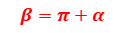 β = π + α